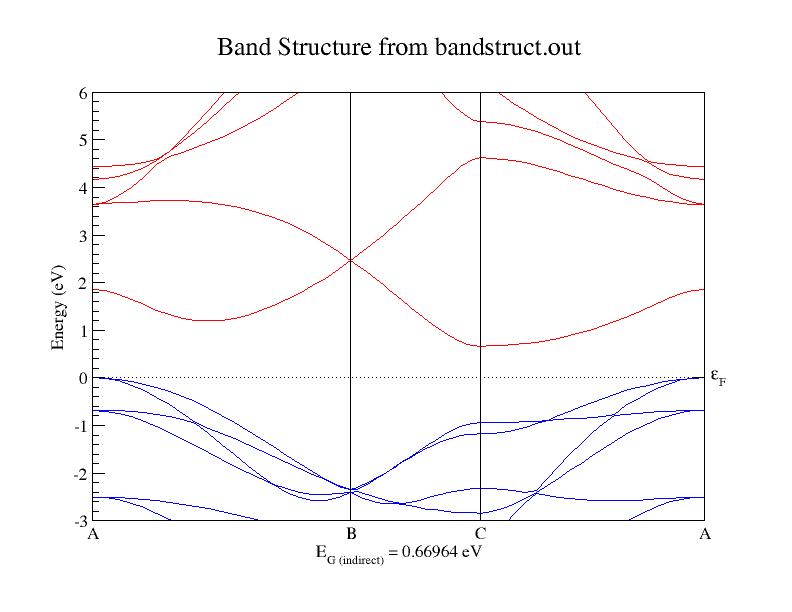 Band Structure from bandstruct.out
6
5
4
3
2
1
0
-1
-2
-3
Energy (eV)
εF
A B C A
EG (indirect) = 0.66964 eV